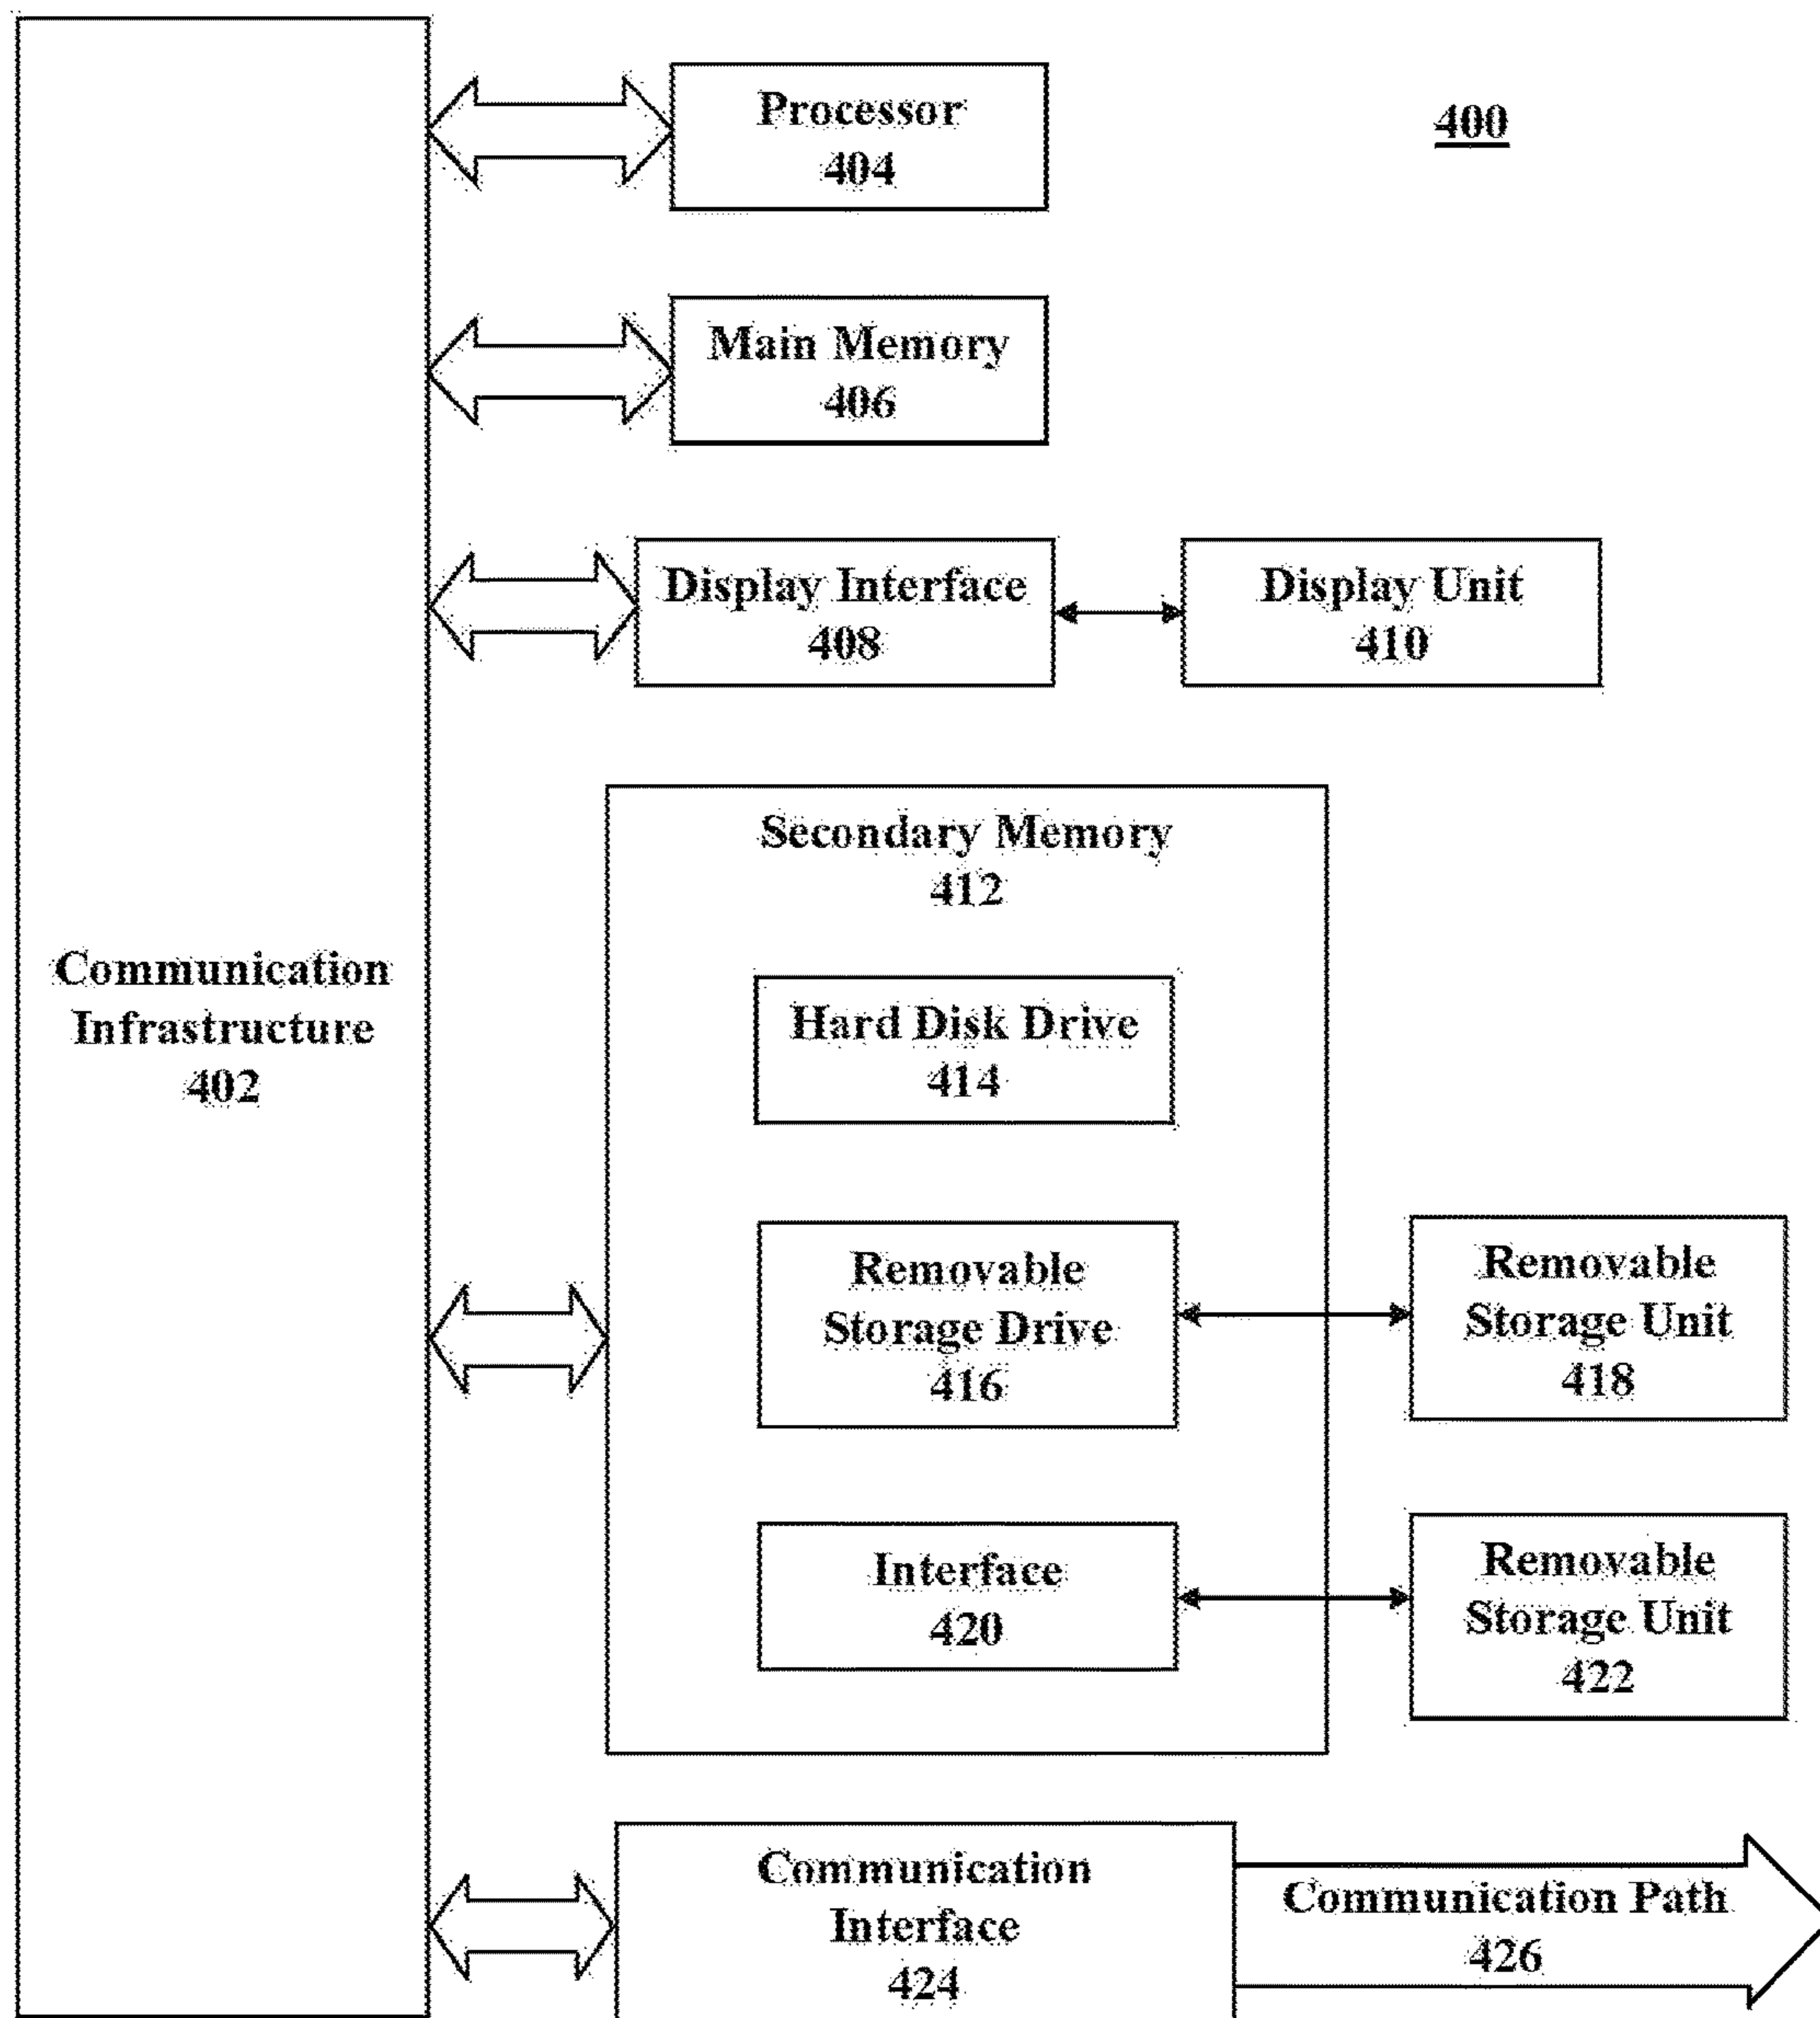 Processor
404
400
Main Memory
406
Display Interface
408
Display Unit
410
Secondary Memory
412
Communication
Infrastructure
402
Hard Disk Drive
414
Removable
Storage Drive
416
Removable
Storage Unit
418
Interface
420
Removable
Storage Unit
422
Communication
Interface
424
Communication Path
426